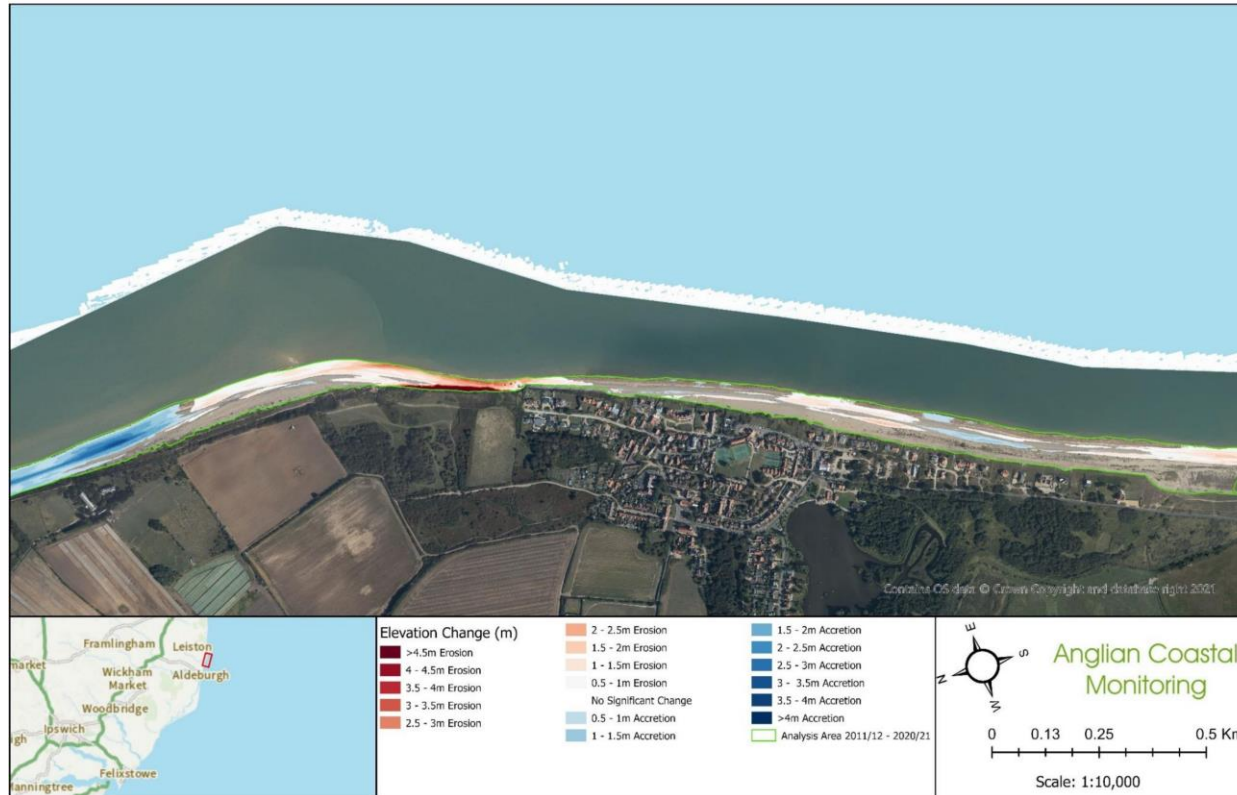 Contains OS data © Crown Copyright and database right 2021
Framlingham
Leiston
market
Wickham
Market
Aldeburgh
Woodbridge
Ipswich
igh
Felixstowe
Manningtree
Elevation Change (m)
>4.5m Erosion
4 - 4.5m Erosion
3.5 - 4m Erosion
3 - 3.5m Erosion
2.5 - 3m Erosion
2 - 2.5m Erosion
1.5 - 2m Erosion
1 - 1.5m Erosion
0.5 - 1m Erosion
No Significant Change
0.5 - 1m Accretion
1 - 1.5m Accretion
1.5 - 2m Accretion
2 - 2.5m Accretion
2.5 - 3m Accretion
3 - 3.5m Accretion
3.5 - 4m Accretion
>4m Accretion
Analysis Area 2011/12 - 2020/21
E
S
N
W
Anglian Coastal
Monitoring
0 0.13 0.25 0.5 Km
Scale: 1:10,000